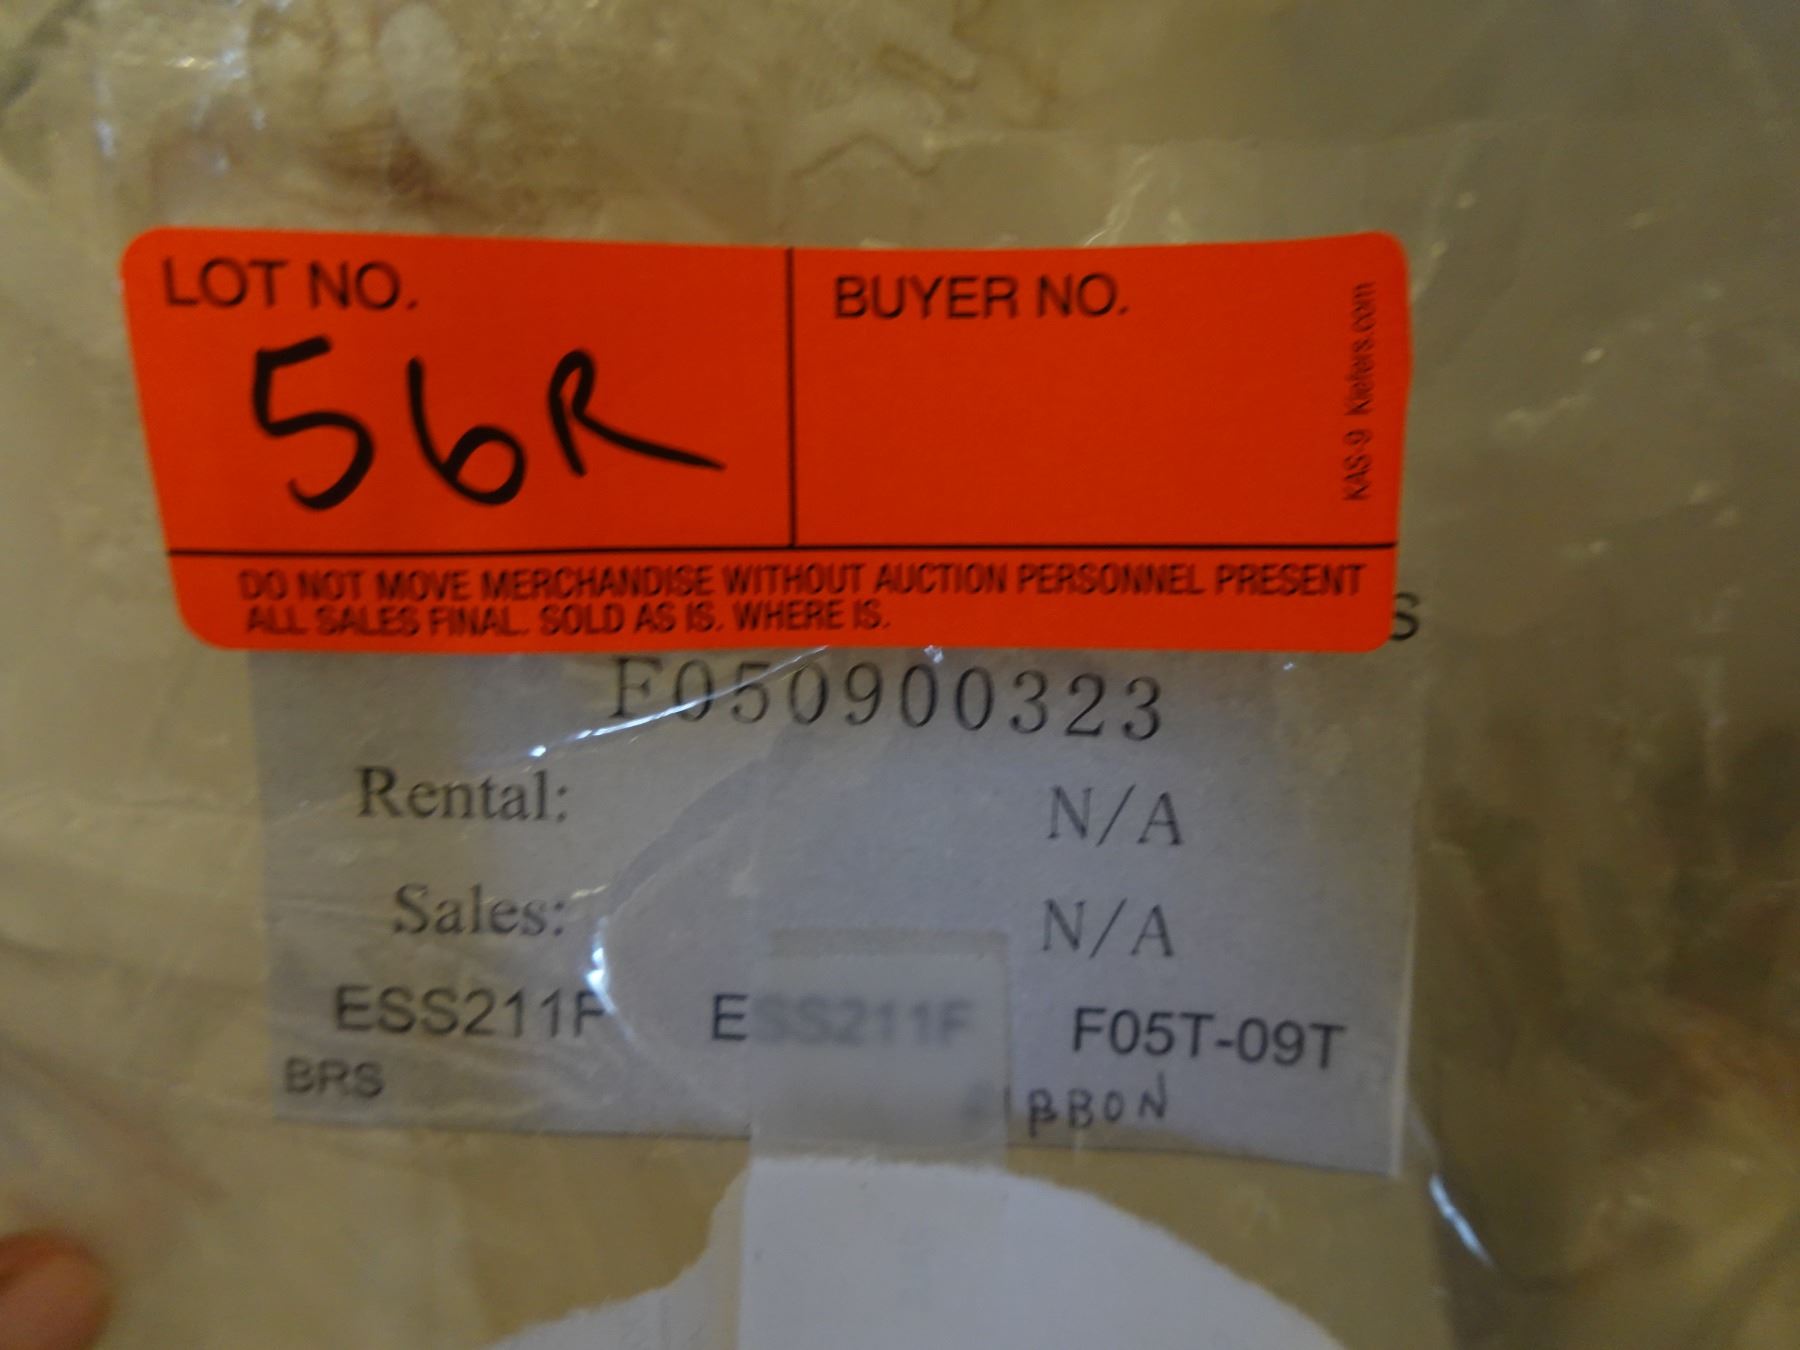 LOT NO.
56R
BUYER NO.
KAS-9 Kiefers.com
DO NOT MOVE MERCHANDISE WITHOUT AUCTION PERSONNEL PRESENT
ALL SALES FINAL. SOLD AS IS. WHERE IS.
S
F050900323
Rental: N/A
Sales: N/A
ESS211F ESS211F F05T-09T
BRS
BBON